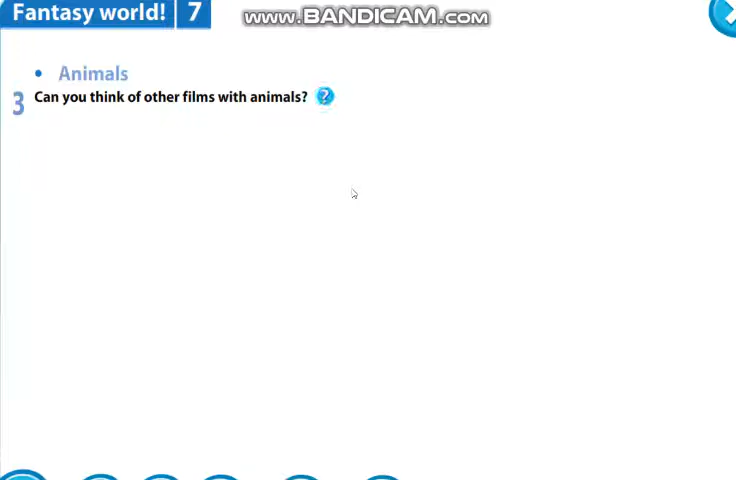 Fantasy world! 7
www.BANDICAM.com
• Animals
3 Can you think of other films with animals? ?